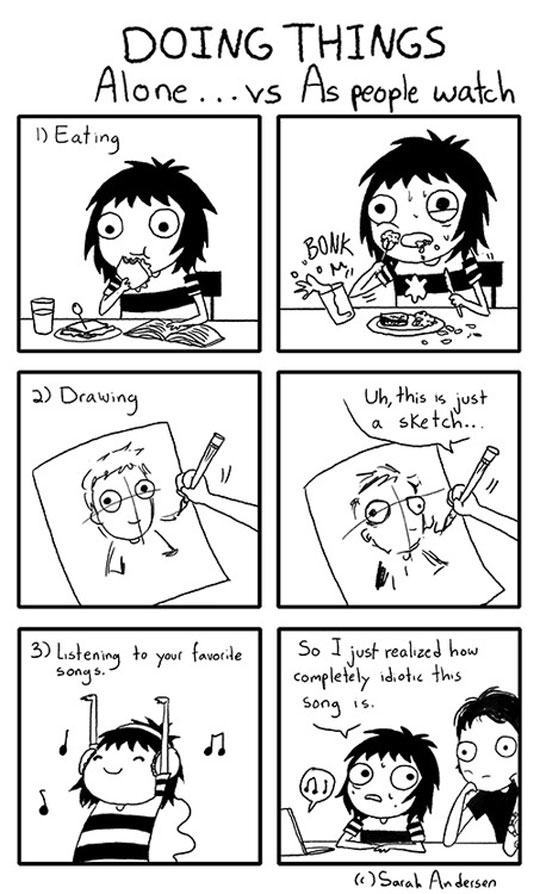 DOING THINGS
Alone...vs As people watch
1) Eating
BONK
2) Drawing
Uh, this is just
a sketch...
3) Listening to your favorite
songs.
So I just realized how
completely idiotic this
song is.
(c) Sarah Andersen